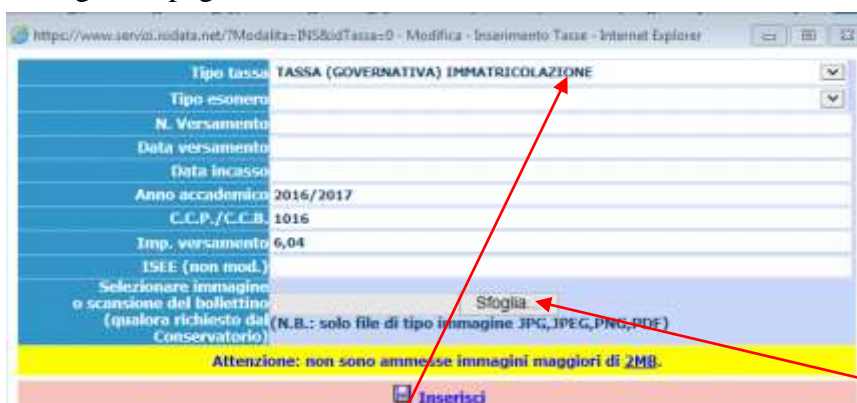 https://www.servizi.isidata.net/?Modalita=INS&idTassa=0 - Modifica - Inserimento Tasse - Internet Explorer
Tipo tassa TASSA (GOVERNATIVA) IMMATRICOLAZIONE
Tipo esonero
N. Versamento
Data versamento
Data incasso
Anno accademico 2016/2017
C.C.P./C.C.B. 1016
Imp. versamento 6,04
ISEE (non mod.)
Selezionare immagine
o scansione del bollettino
(qualora richiesto dal
Conservatorio)
Sfoglia...
(N.B.: solo file di tipo immagine JPG,JPEG,PNG,PDF)
Attenzione: non sono ammesse immagini maggiori di 2MB.
Inserisci